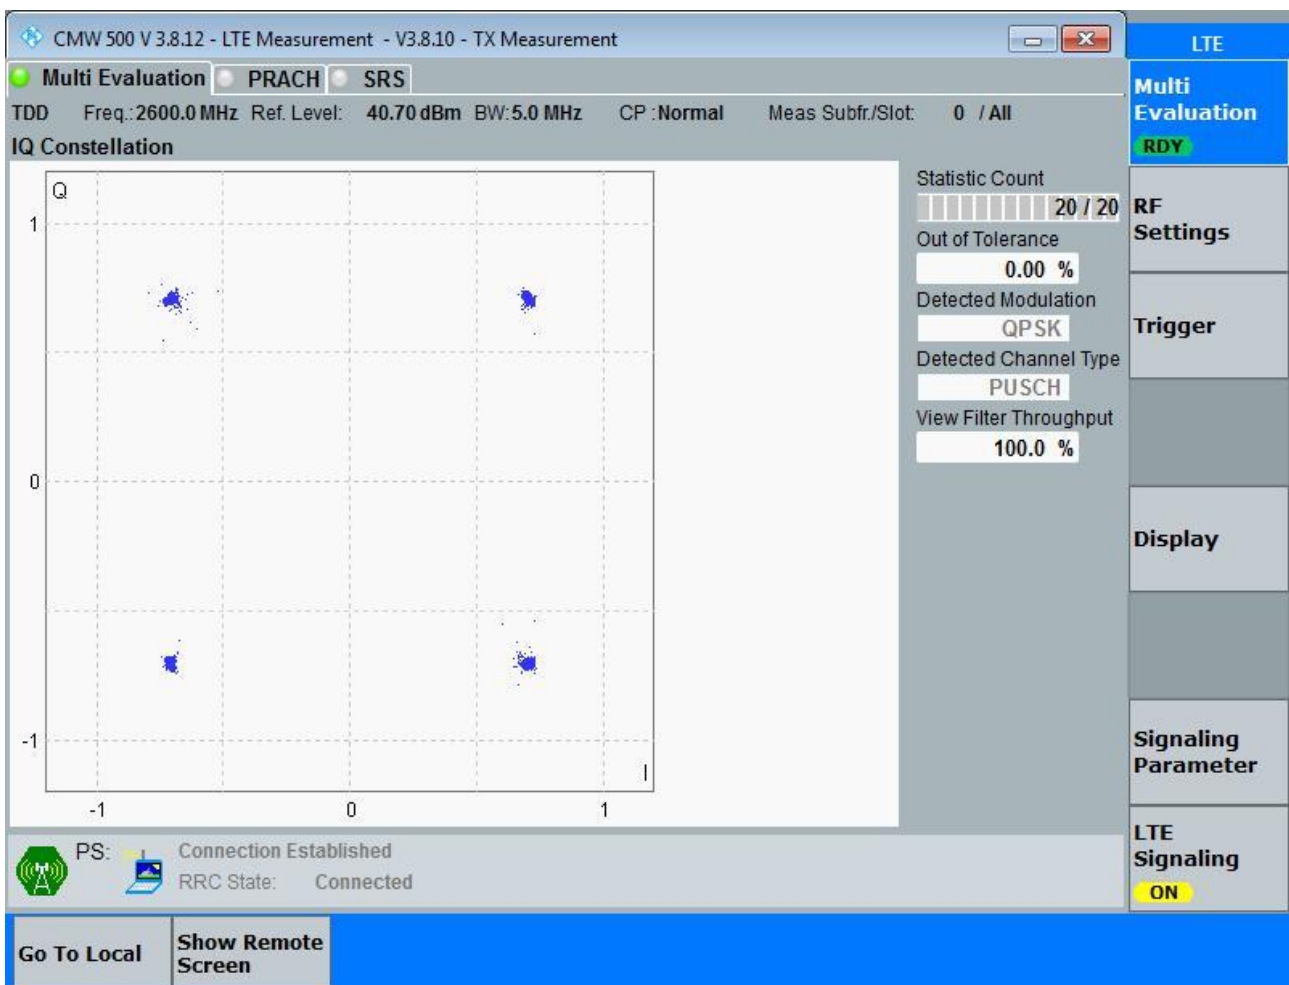 CMW 500 V 3.8.12 - LTE Measurement - V3.8.10 - TX Measurement
LTE
Multi Evaluation PRACH SRS
Multi
Evaluation
RDY
TDD Freq.: 2600.0 MHz Ref. Level: 40.70 dBm BW: 5.0 MHz CP : Normal Meas Subfr./Slot: 0 / All
IQ Constellation
Q
1
0
-1
I
-1 0 1
Statistic Count
20 / 20
Out of Tolerance
0.00 %
Detected Modulation
QPSK
Detected Channel Type
PUSCH
View Filter Throughput
100.0 %
RF
Settings
Trigger
Display
Signaling
Parameter
LTE
Signaling
ON
PS: Connection Established
RRC State: Connected
Go To Local
Show Remote
Screen